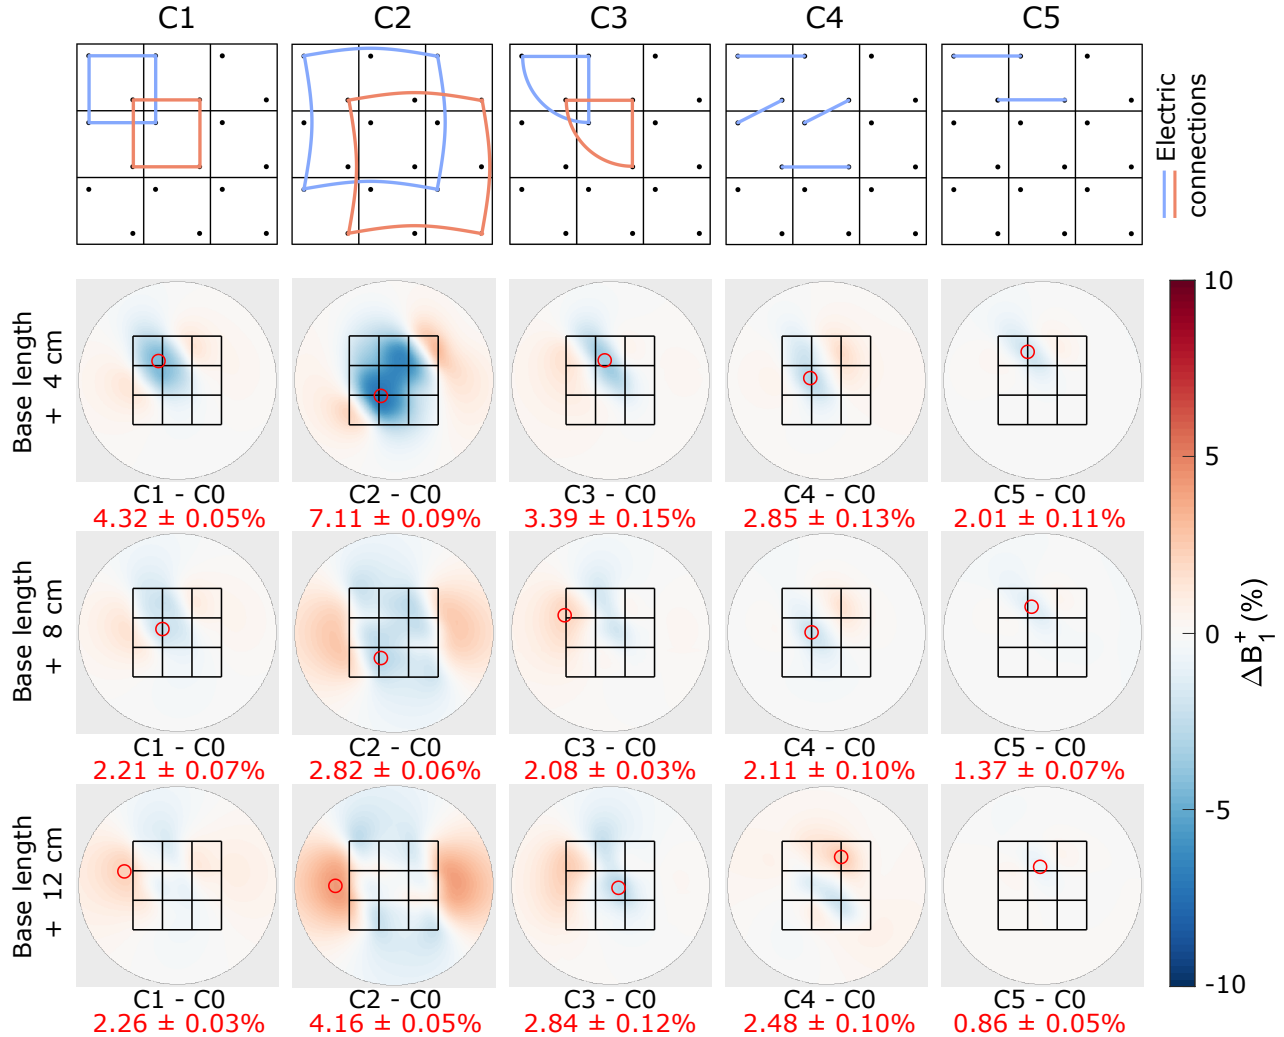 C1 C2 C3 C4 C5
Electric
connections
Base length
+ 4 cm
C1 - C0 C2 - C0 C3 - C0 C4 - C0 C5 - C0
4.32 ± 0.05% 7.11 ± 0.09% 3.39 ± 0.15% 2.85 ± 0.13% 2.01 ± 0.11%
Base length
+ 8 cm
C1 - C0 C2 - C0 C3 - C0 C4 - C0 C5 - C0
2.21 ± 0.07% 2.82 ± 0.06% 2.08 ± 0.03% 2.11 ± 0.10% 1.37 ± 0.07%
Base length
+ 12 cm
C1 - C0 C2 - C0 C3 - C0 C4 - C0 C5 - C0
2.26 ± 0.03% 4.16 ± 0.05% 2.84 ± 0.12% 2.48 ± 0.10% 0.86 ± 0.05%
10
5
0
-5
-10
ΔB₁⁺ (%)